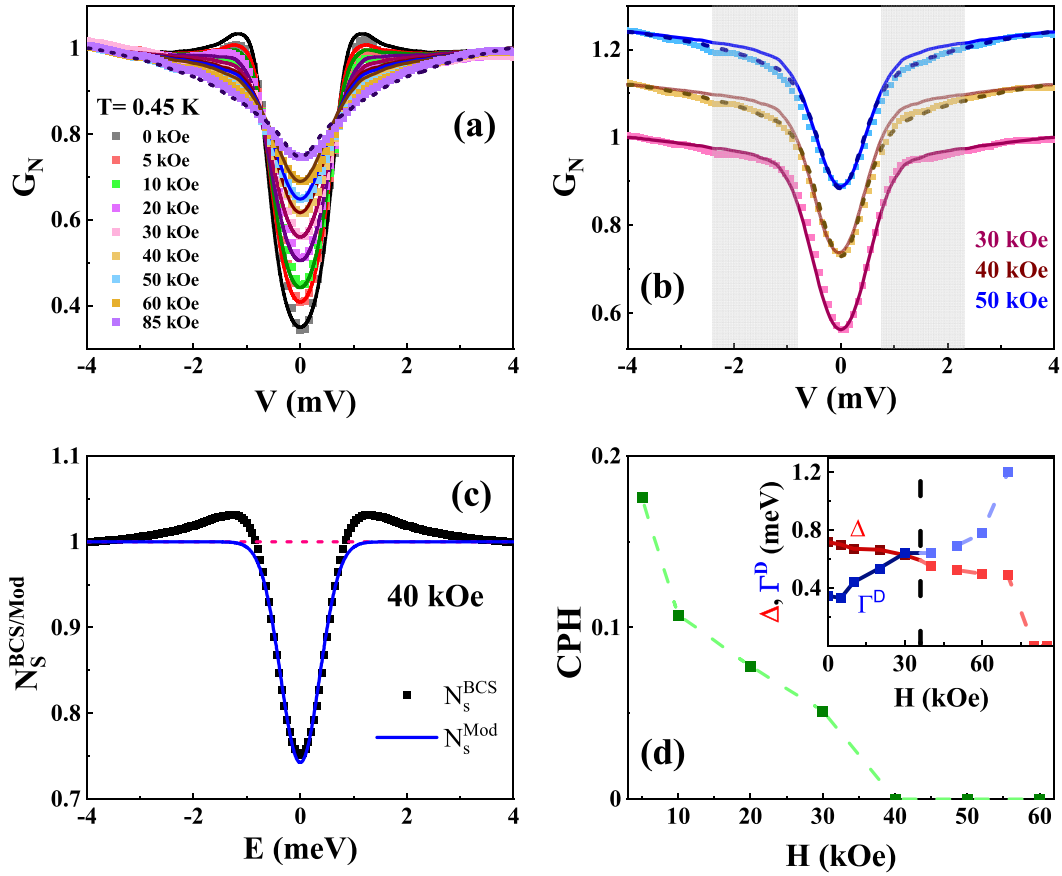 (a)
G_N
1
0.8
0.6
0.4
T= 0.45 K
0 kOe
5 kOe
10 kOe
20 kOe
30 kOe
40 kOe
50 kOe
60 kOe
85 kOe
-4 -2 0 2 4
V (mV)
(b)
G_N
1.2
1
0.8
0.6
30 kOe
40 kOe
50 kOe
-4 -2 0 2 4
V (mV)
(c)
N_S^BCS/Mod
1.1
1
0.9
0.8
0.7
40 kOe
N_s^BCS
N_s^Mod
-4 -2 0 2 4
E (meV)
(d)
CPH
0.2
0.1
0
10 20 30 40 50 60
H (kOe)
Δ, Γ^D (meV)
1.2
0.8
0.4
Δ
Γ^D
0 30 60
H (kOe)